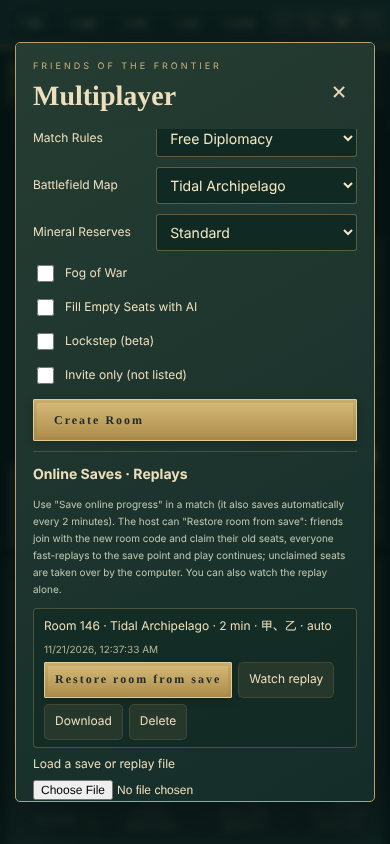 FRIENDS OF THE FRONTIER
Multiplayer
✕
Match Rules
Free Diplomacy
Battlefield Map
Tidal Archipelago
Mineral Reserves
Standard
Fog of War
Fill Empty Seats with AI
Lockstep (beta)
Invite only (not listed)
Create Room
Online Saves · Replays
Use "Save online progress" in a match (it also saves automatically
every 2 minutes). The host can "Restore room from save": friends
join with the new room code and claim their old seats, everyone
fast-replays to the save point and play continues; unclaimed seats
are taken over by the computer. You can also watch the replay
alone.
Room 146 · Tidal Archipelago · 2 min · 甲、乙 · auto
11/21/2026, 12:37:33 AM
Restore room from save
Watch replay
Download
Delete
Load a save or replay file
Choose File
No file chosen